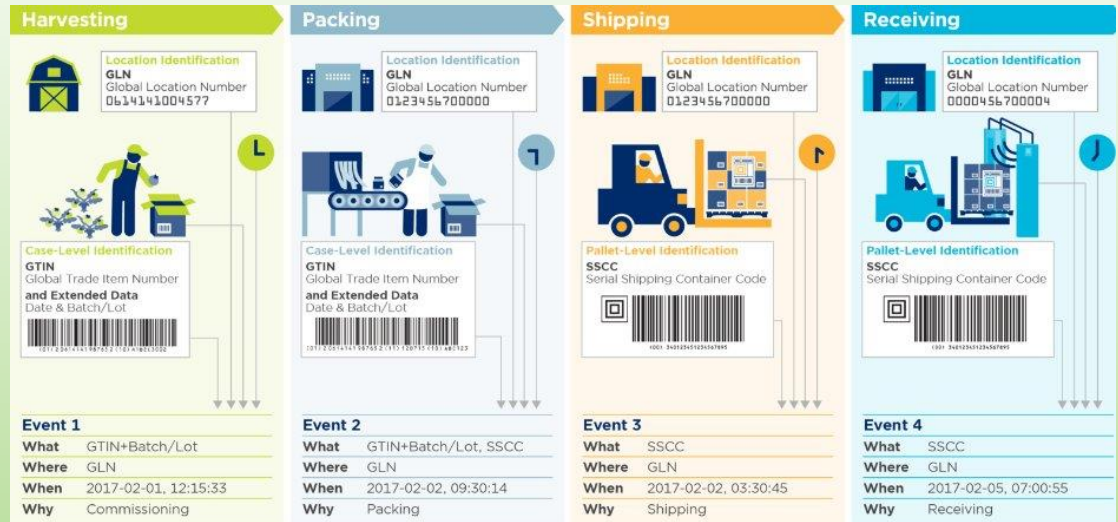 Harvesting
Location Identification
GLN
Global Location Number
0614141004577
Case-Level Identification
GTIN
Global Trade Item Number
and Extended Data
Date & Batch/Lot
Event 1
What GTIN+Batch/Lot
Where GLN
When 2017-02-01, 12:15:33
Why Commissioning
Packing
Location Identification
GLN
Global Location Number
0123456700000
Case-Level Identification
GTIN
Global Trade Item Number
and Extended Data
Date & Batch/Lot
Event 2
What GTIN+Batch/Lot, SSCC
Where GLN
When 2017-02-02, 09:30:14
Why Packing
Shipping
Location Identification
GLN
Global Location Number
0123456700000
Pallet-Level Identification
SSCC
Serial Shipping Container Code
Event 3
What SSCC
Where GLN
When 2017-02-02, 03:30:45
Why Shipping
Receiving
Location Identification
GLN
Global Location Number
0000456700004
Pallet-Level Identification
SSCC
Serial Shipping Container Code
Event 4
What SSCC
Where GLN
When 2017-02-05, 07:00:55
Why Receiving